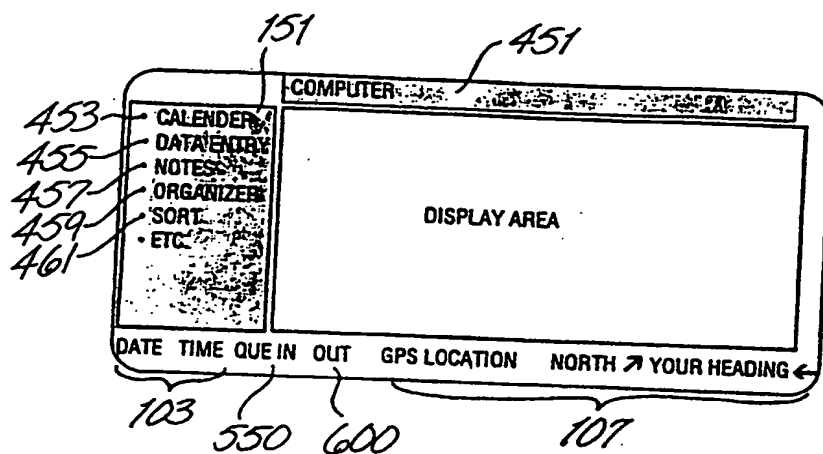 151
451
COMPUTER
453
CALENDER
455
DATA ENTRY
457
NOTES
459
ORGANIZER
461
SORT
ETC.
DISPLAY AREA
DATE TIME QUE IN OUT GPS LOCATION NORTH ↗ YOUR HEADING ←
103
550
600
107